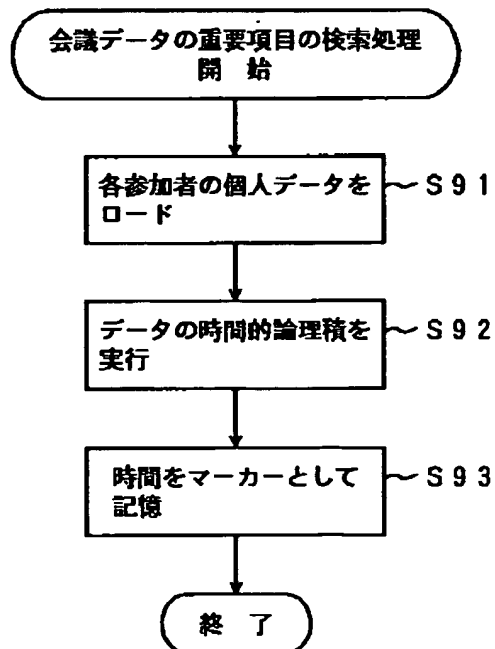 会議データの重要項目の検索処理
開 始
各参加者の個人データを
ロード
～S91
データの時間的論理積を
実行
～S92
時間をマーカーとして
記憶
～S93
終 了